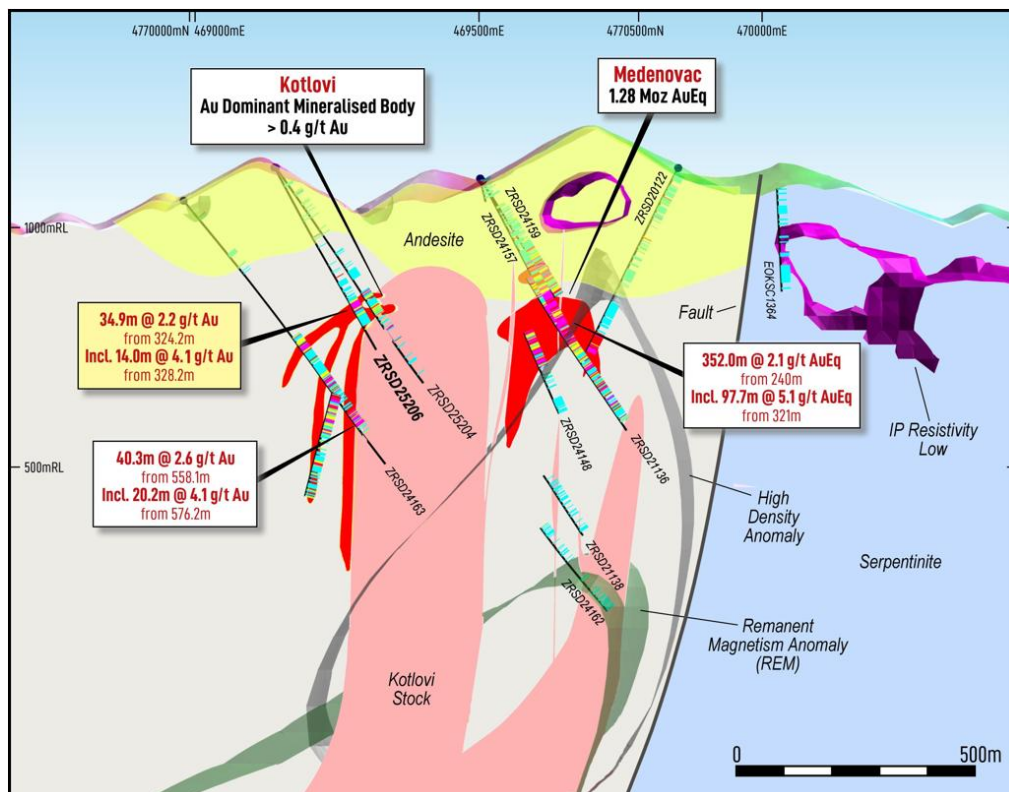 4770000mN
469000mE
469500mE
4770500mN
470000mE
Kotlovi
Au Dominant Mineralised Body
> 0.4 g/t Au
Medenovac
1.28 Moz AuEq
1000mRL
Andesite
ZRSD24159
ZRSD24157
ZRSD20122
EOKSC1364
Fault
34.9m @ 2.2 g/t Au
from 324.2m
Incl. 14.0m @ 4.1 g/t Au
from 328.2m
352.0m @ 2.1 g/t AuEq
from 240m
Incl. 97.7m @ 5.1 g/t AuEq
from 321m
ZRSD25206
ZRSD25204
ZRSD24148
ZRSD21136
IP Resistivity
Low
500mRL
40.3m @ 2.6 g/t Au
from 558.1m
Incl. 20.2m @ 4.1 g/t Au
from 576.2m
ZRSD24163
High
Density
Anomaly
ZRSD21138
ZRSD24162
Serpentinite
Remanent
Magnetism Anomaly
(REM)
Kotlovi
Stock
0
500m